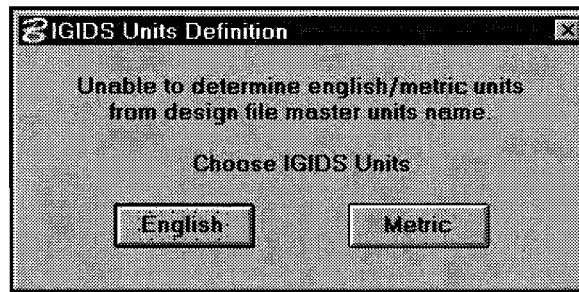 IGIDS Units Definition
Unable to determine english/metric units
from design file master units name.
Choose IGIDS Units
English
Metric